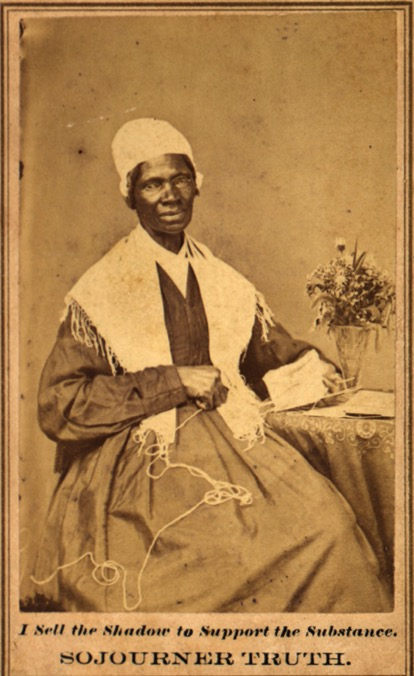 I Sell the Shadow to Support the Substance.
SOJOURNER TRUTH.